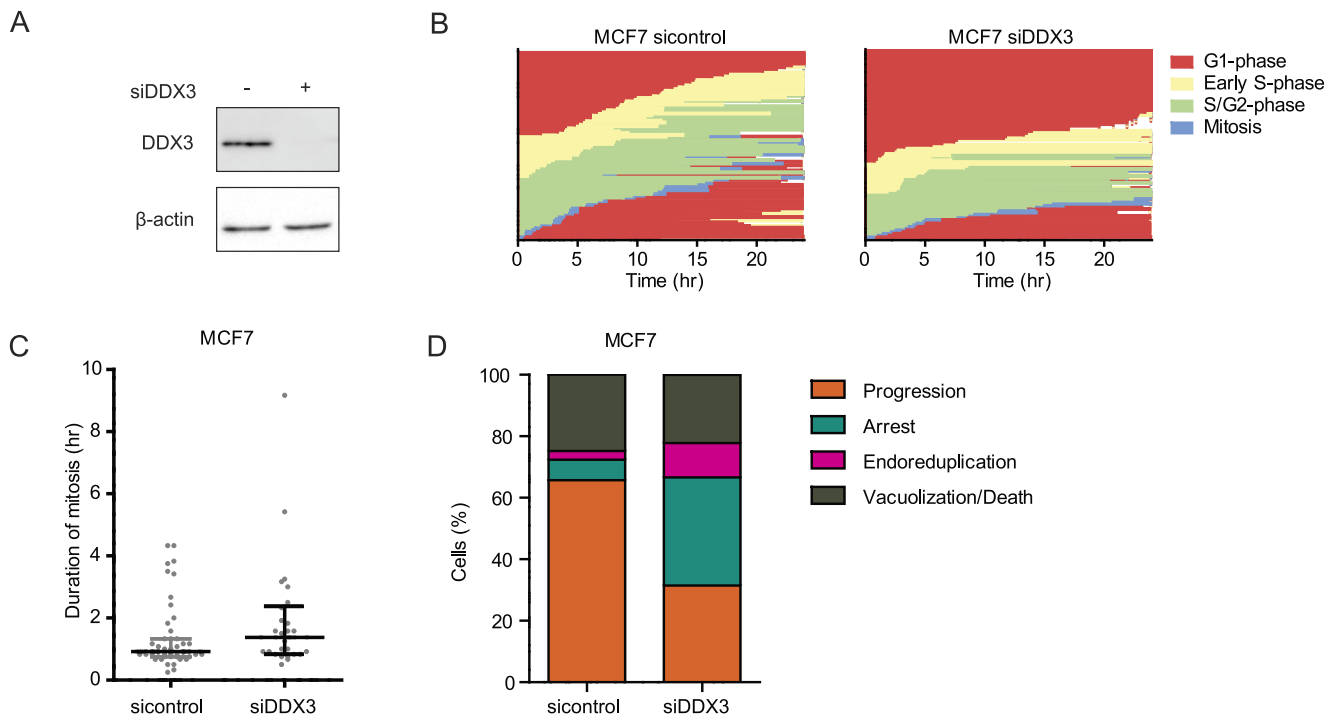 A
siDDX3 - +
DDX3
β-actin
B
MCF7 sicontrol
0 5 10 15 20
Time (hr)
MCF7 siDDX3
0 5 10 15 20
Time (hr)
G1-phase
Early S-phase
S/G2-phase
Mitosis
C
MCF7
Duration of mitosis (hr)
10
8
6
4
2
0
sicontrol siDDX3
D
MCF7
Cells (%)
100
80
60
40
20
0
sicontrol siDDX3
Progression
Arrest
Endoreduplication
Vacuolization/Death